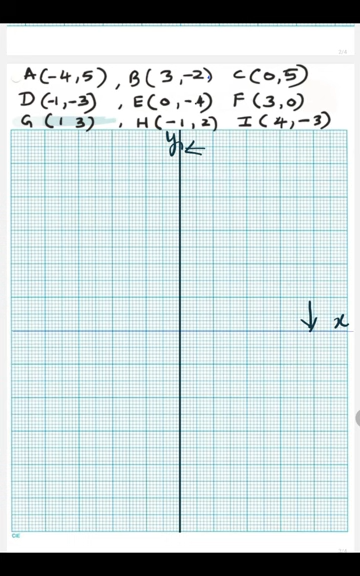 A(-4,5) , B(3,-2), C(0,5)
D(-1,-3) , E(0,-4) F(3,0)
G (1 3) , H(-1,2) I(4,-3)
y
x